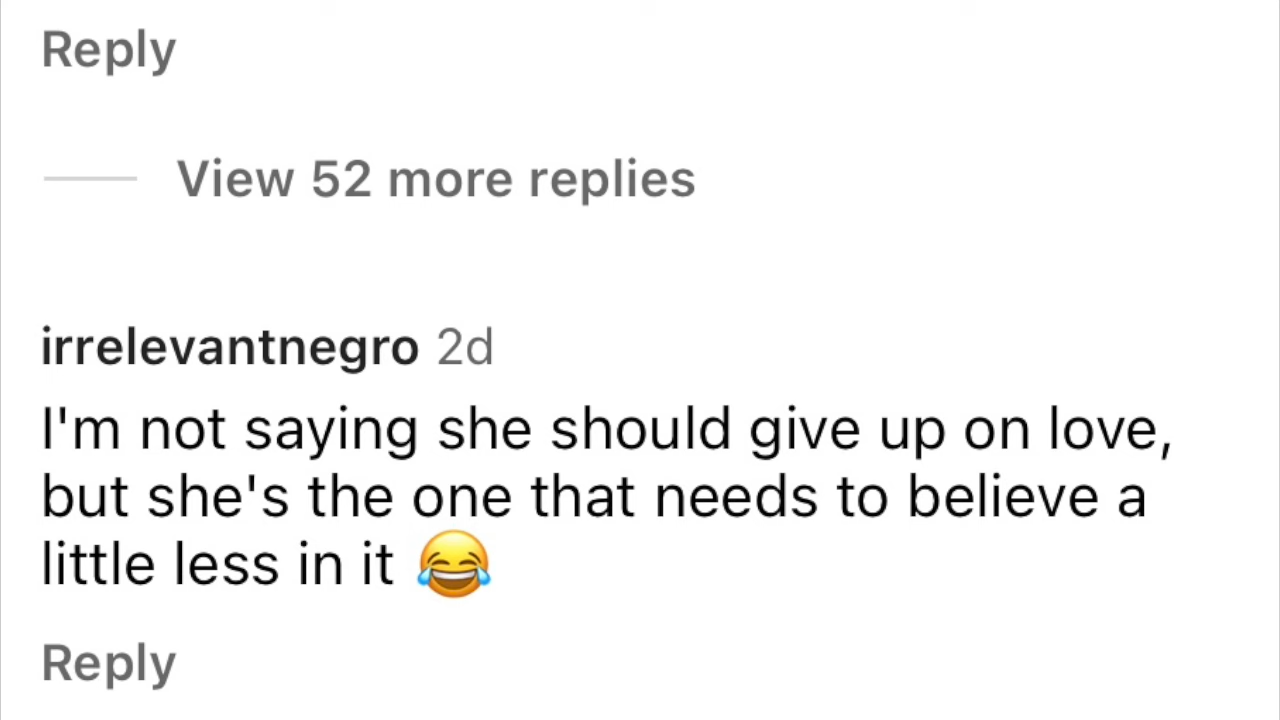 Reply
View 52 more replies
irrelevantnegro 2d
I'm not saying she should give up on love,
but she's the one that needs to believe a
little less in it 😂
Reply